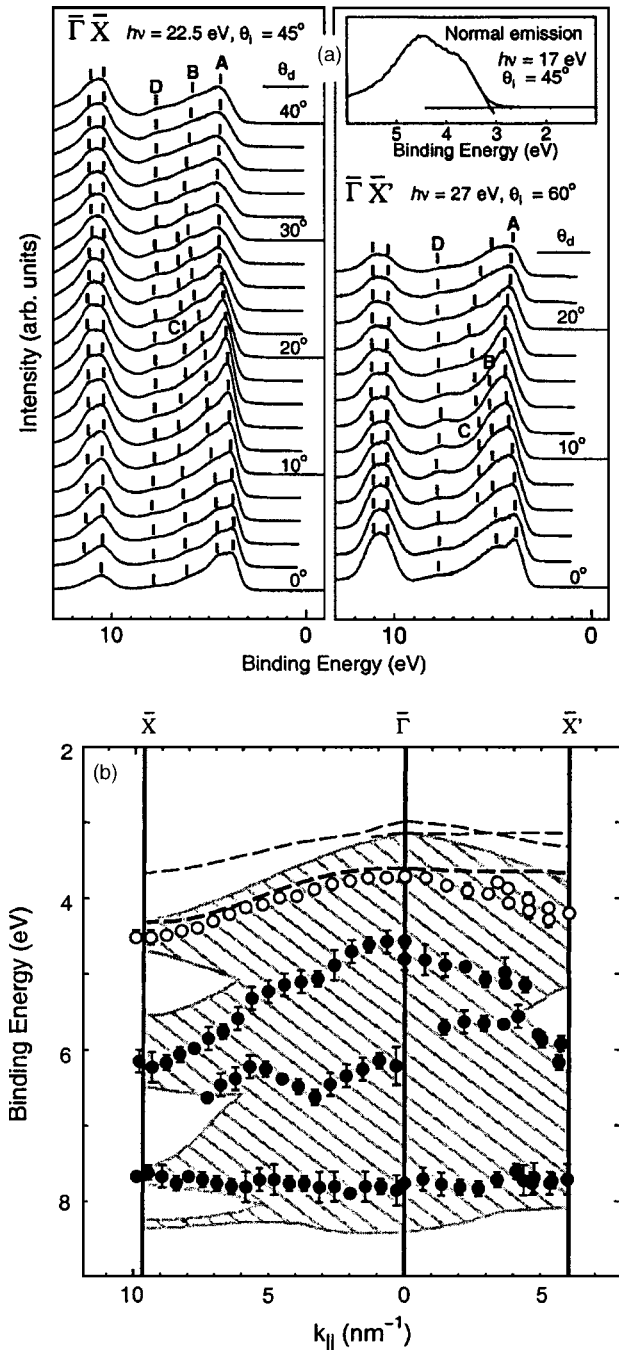 Γ̄ X̄ hν = 22.5 eV, θi = 45°
(a)
Normal emission
hν = 17 eV
θi = 45°
5 4 3 2
Binding Energy (eV)
D B A
θd
40°
30°
C
20°
10°
0°
Γ̄ X̄' hν = 27 eV, θi = 60°
D A
θd
20°
B
C
10°
0°
Intensity (arb. units)
10 0 10 0
Binding Energy (eV)
X̄ Γ̄ X̄'
(b)
2
4
6
8
Binding Energy (eV)
10 5 0 5
k|| (nm⁻¹)